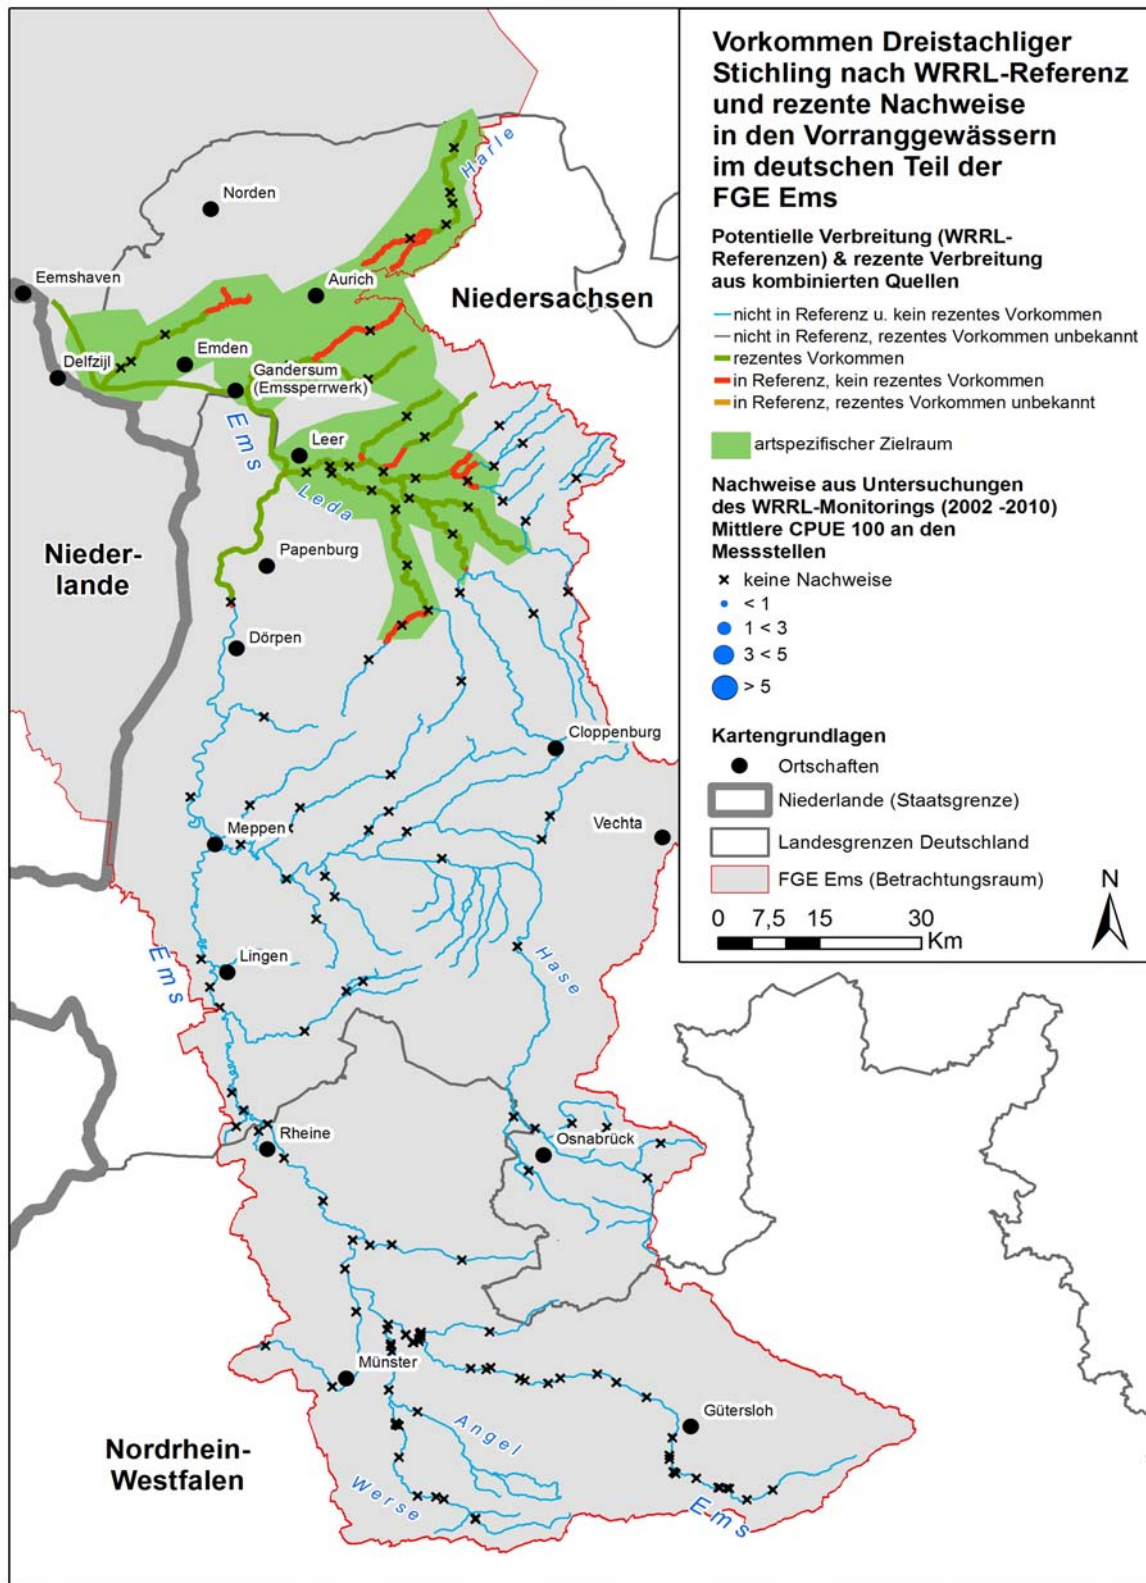 Vorkommen Dreistachliger
Stichling nach WRRL-Referenz
und rezente Nachweise
in den Vorranggewässern
im deutschen Teil der
FGE Ems
Potentielle Verbreitung (WRRL-
Referenzen) & rezente Verbreitung
aus kombinierten Quellen
nicht in Referenz u. kein rezentes Vorkommen
nicht in Referenz, rezentes Vorkommen unbekannt
rezentes Vorkommen
in Referenz, kein rezentes Vorkommen
in Referenz, rezentes Vorkommen unbekannt
artspezifischer Zielraum
Nachweise aus Untersuchungen
des WRRL-Monitorings (2002 -2010)
Mittlere CPUE 100 an den
Messstellen
keine Nachweise
< 1
1 < 3
3 < 5
> 5
Kartengrundlagen
Ortschaften
Niederlande (Staatsgrenze)
Landesgrenzen Deutschland
FGE Ems (Betrachtungsraum)
N
0 7,5 15 30
Km
Harle
Norden
Eemshaven
Aurich
Niedersachsen
Delfzijl
Emden
Gandersum
(Emssperrwerk)
Ems
Leer
Leda
Nieder-
lande
Papenburg
Dörpen
Cloppenburg
Meppen
Vechta
Ems
Lingen
Hase
Rheine
Osnabrück
Münster
Gütersloh
Angel
Nordrhein-
Westfalen
Werse
Ems